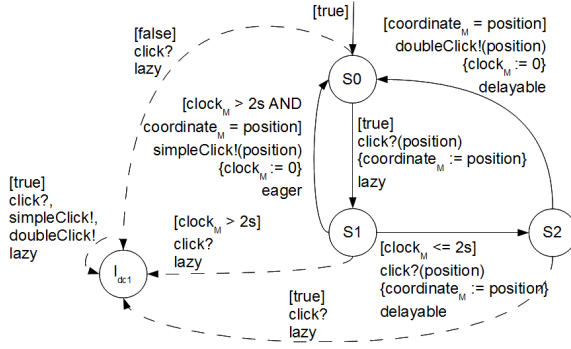 [true]
[false]
click?
lazy
[coordinate_M = position]
doubleClick!(position)
{clock_M := 0}
delayable
S0
[clock_M > 2s AND
coordinate_M = position]
simpleClick!(position)
{clock_M := 0}
eager
[true]
click?(position)
{coordinate_M := position}
lazy
[true]
click?,
simpleClick!,
doubleClick!
lazy
[clock_M > 2s]
click?
lazy
S1
S2
I_dc1
[clock_M <= 2s]
click?(position)
{coordinate_M := position}
delayable
[true]
click?
lazy